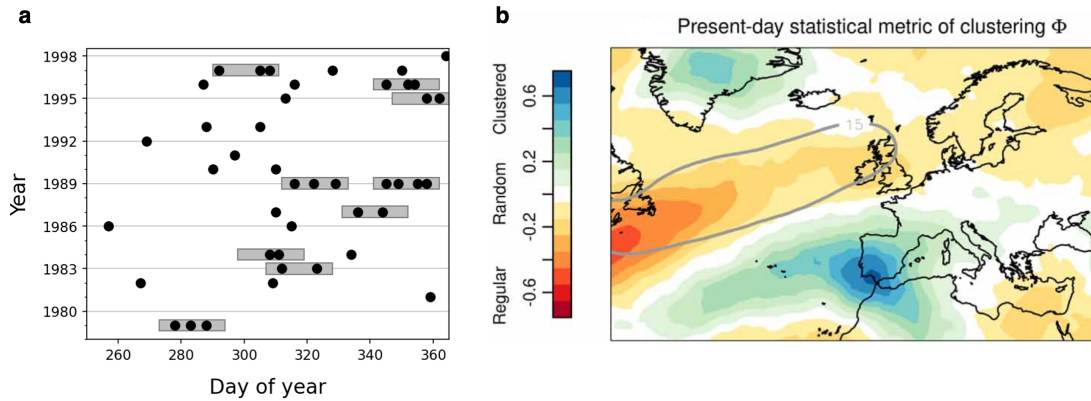 a
1998
1995
1992
1989
1986
1983
1980
Year
260
280
300
320
340
360
Day of year
b
Present-day statistical metric of clustering Φ
Clustered
Random
Regular
0.6
0.2
-0.2
-0.6
15